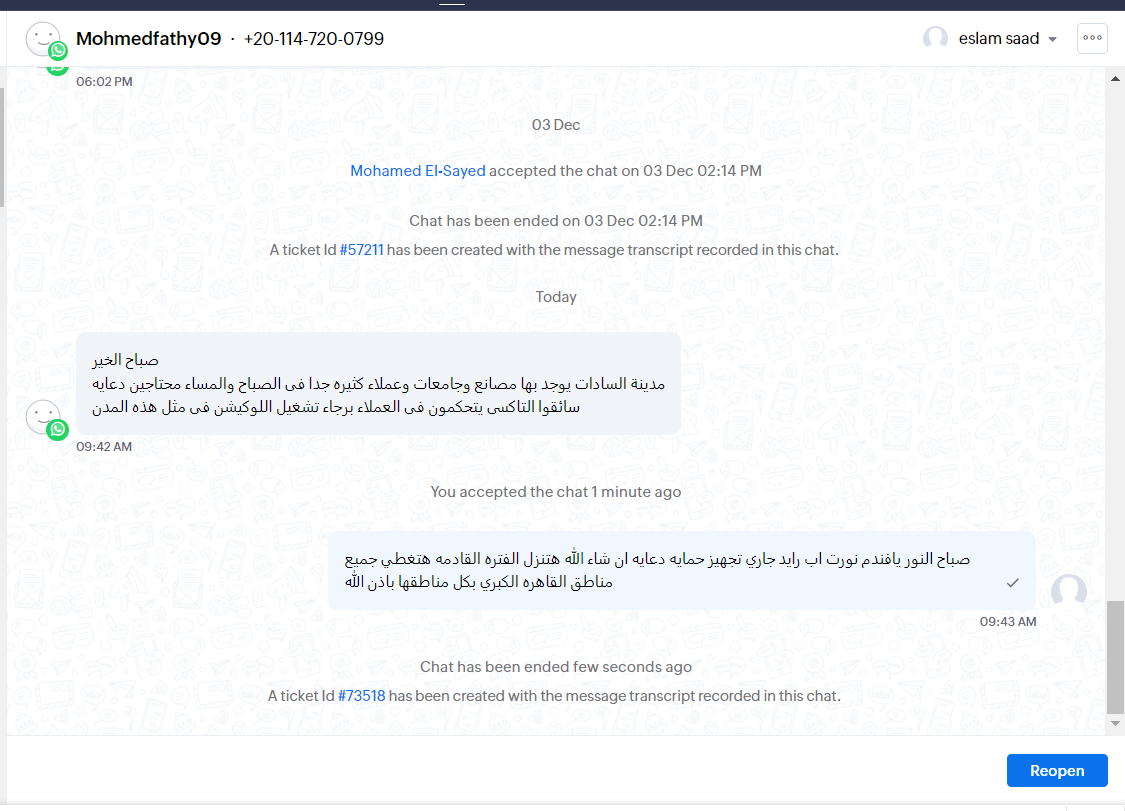 Mohmedfathy09 · +20-114-720-0799
eslam saad
06:02 PM
03 Dec
Mohamed El-Sayed accepted the chat on 03 Dec 02:14 PM
Chat has been ended on 03 Dec 02:14 PM
A ticket Id #57211 has been created with the message transcript recorded in this chat.
Today
صباح الخير
مدينة السادات يوجد بها مصانع وجامعات وعملاء كثيره جدا فى الصباح والمساء محتاجين دعايه
سائقوا التاكسى يتحكمون فى العملاء برجاء تشغيل اللوكيشن فى مثل هذه المدن
09:42 AM
You accepted the chat 1 minute ago
صباح النور يافندم نورت اب رايد جاري تجهيز حمايه دعايه ان شاء الله هتنزل الفتره القادمه هتغطي جميع
مناطق القاهره الكبري بكل مناطقها باذن الله
09:43 AM
Chat has been ended few seconds ago
A ticket Id #73518 has been created with the message transcript recorded in this chat.
Reopen